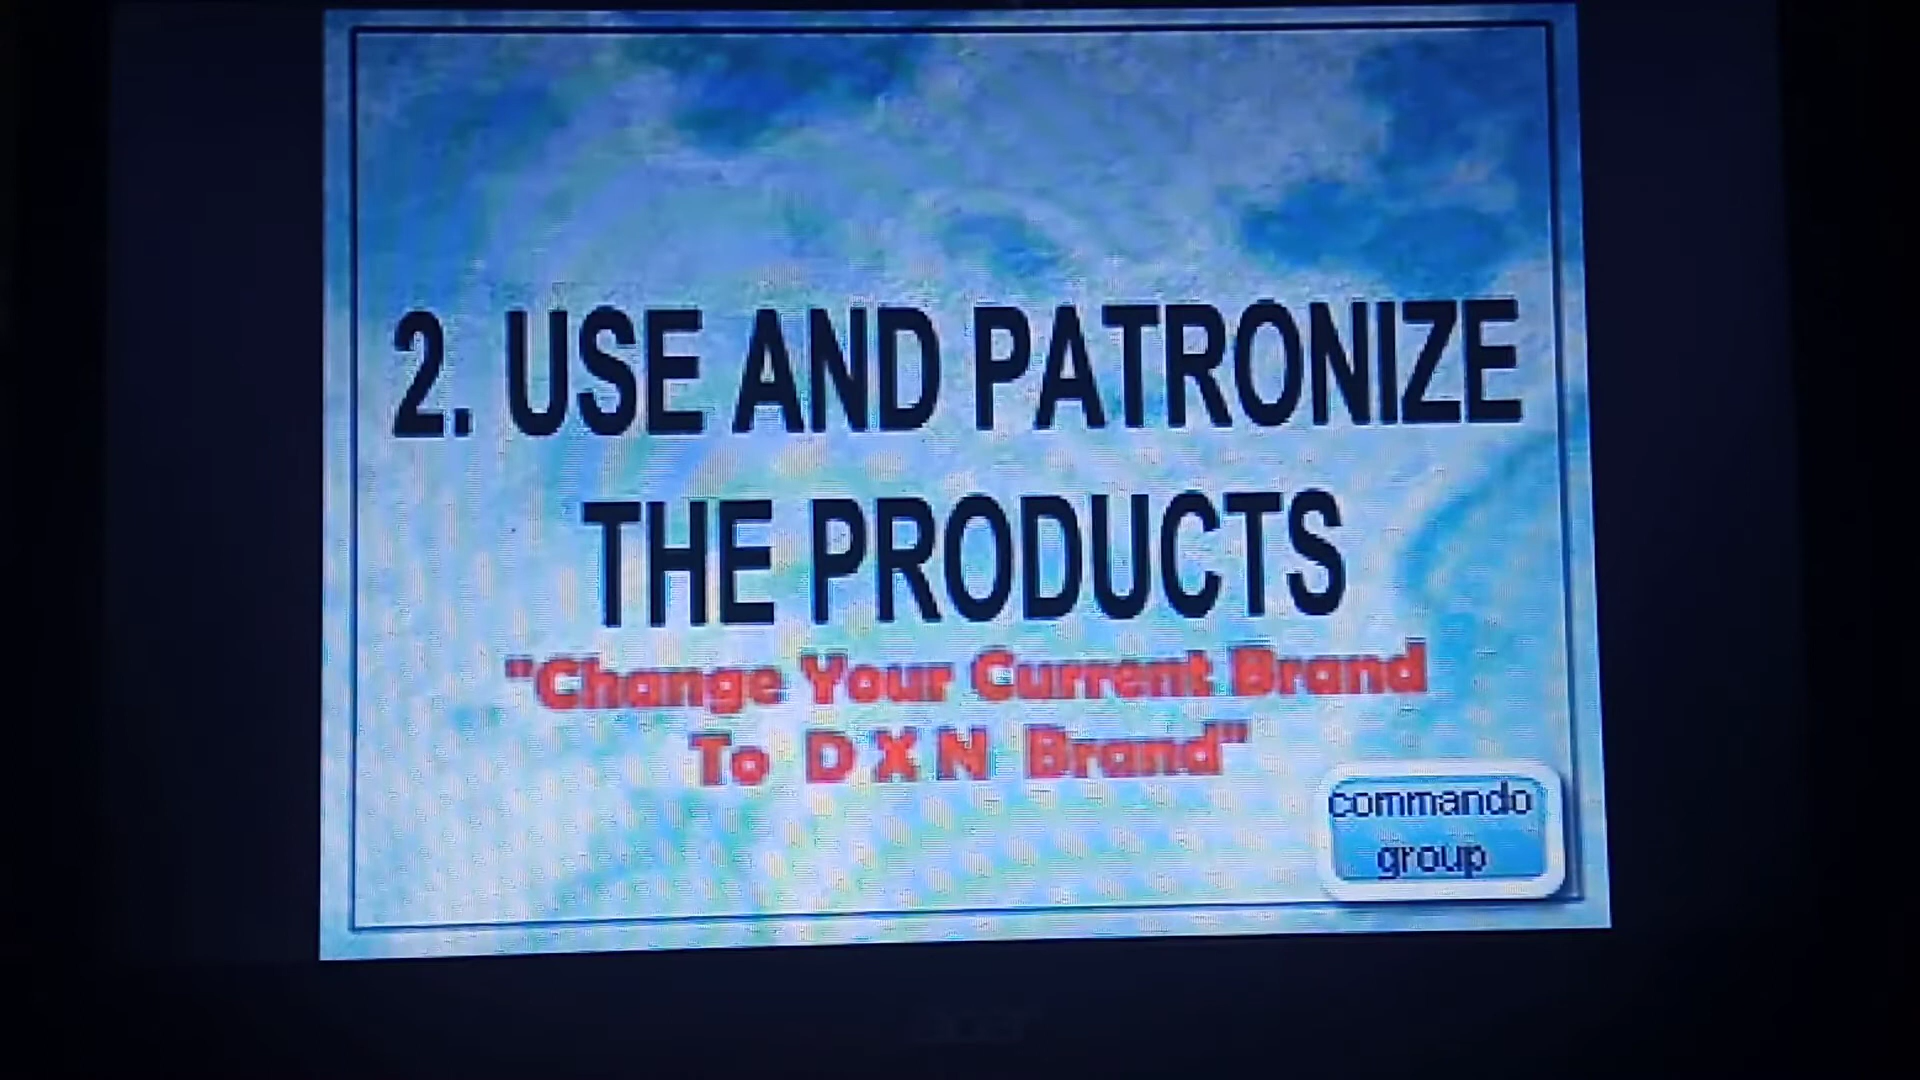 2. USE AND PATRONIZE
THE PRODUCTS
"Change Your Current Brand
To D X N Brand"
commando
group